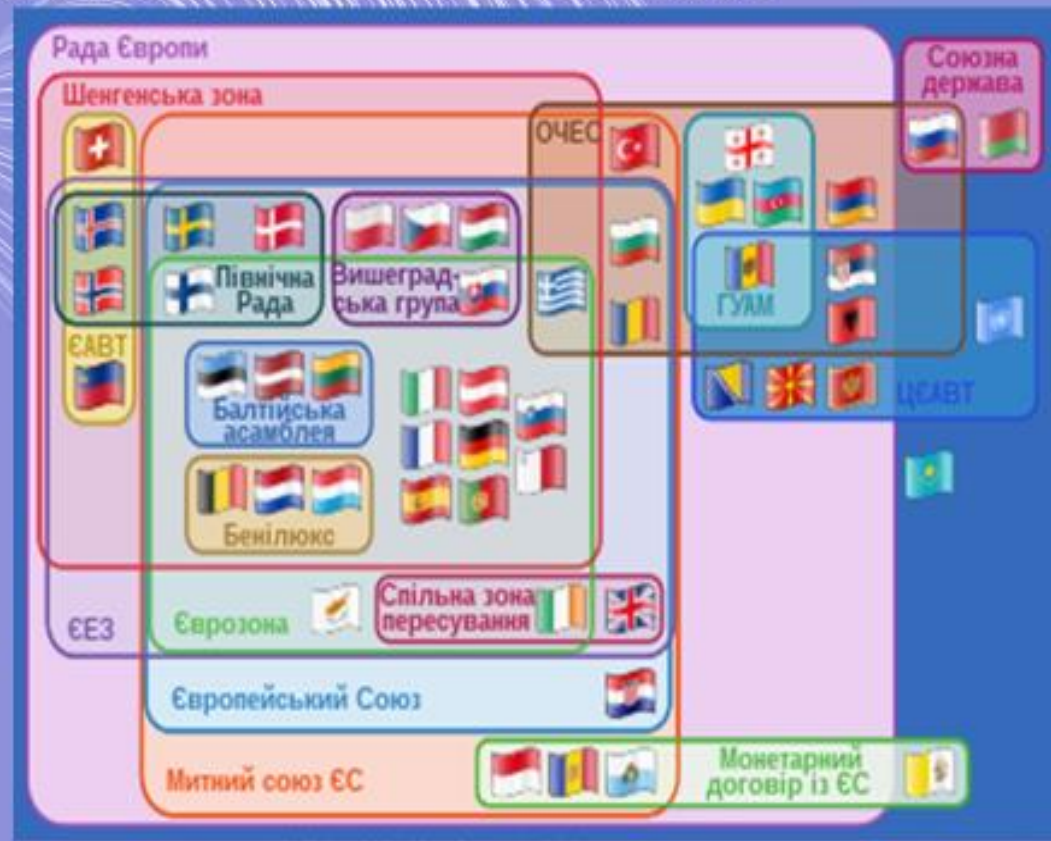 Рада Європи
Союзна
держава
Шенгенська зона
ОЧЕС
Північна
Рада
Вишеград-
ська група
ГУАМ
ЄАВТ
Балтійська
асамблея
ЦЄАВТ
Бенілюкс
Спільна зона
пересування
Єврозона
ЄЕЗ
Європейський Союз
Митний союз ЄС
Монетарний
договір із ЄС